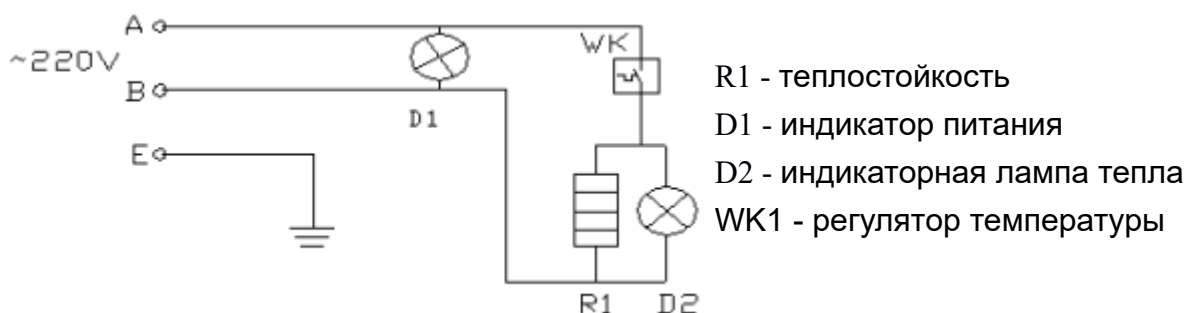 A
~220V
B
E
D1
WK
R1
D2
R1 - теплостойкость
D1 - индикатор питания
D2 - индикаторная лампа тепла
WK1 - регулятор температуры